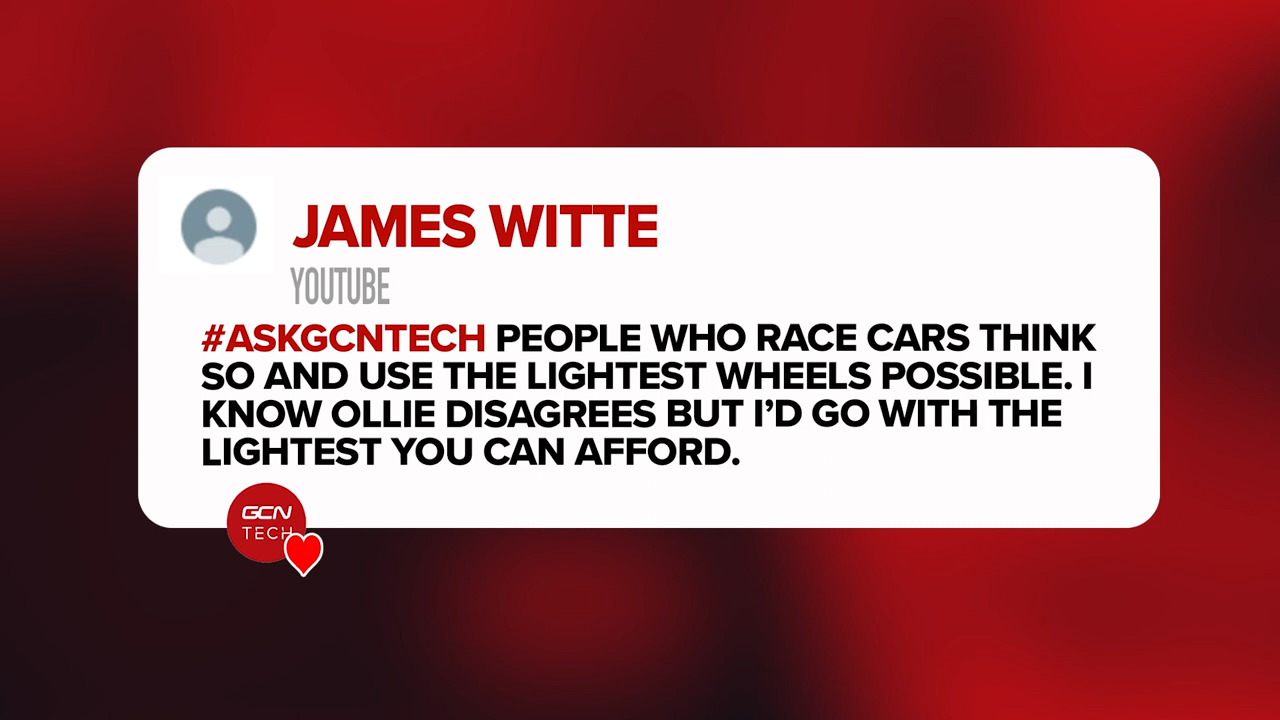 JAMES WITTE
YOUTUBE
#ASKGCNTECH PEOPLE WHO RACE CARS THINK
SO AND USE THE LIGHTEST WHEELS POSSIBLE. I
KNOW OLLIE DISAGREES BUT I’D GO WITH THE
LIGHTEST YOU CAN AFFORD.
GCN
TECH